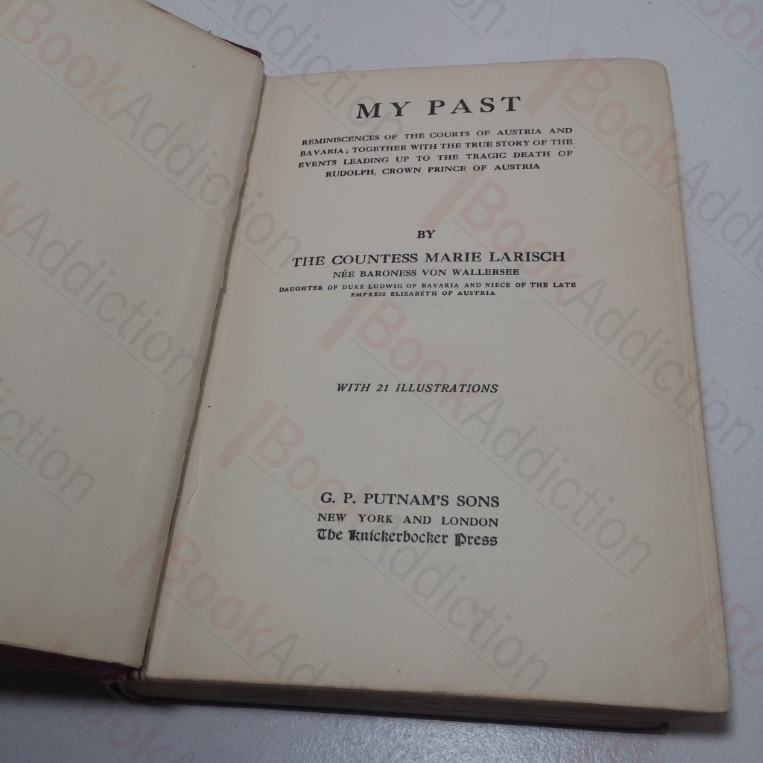 MY PAST
REMINISCENCES OF THE COURTS OF AUSTRIA AND
BAVARIA; TOGETHER WITH THE TRUE STORY OF THE
EVENTS LEADING UP TO THE TRAGIC DEATH OF
RUDOLPH, CROWN PRINCE OF AUSTRIA
BY
THE COUNTESS MARIE LARISCH
NÉE BARONESS VON WALLERSEE
DAUGHTER OF DUKE LUDWIG OF BAVARIA AND NIECE OF THE LATE
EMPRESS ELIZABETH OF AUSTRIA
WITH 21 ILLUSTRATIONS
G. P. PUTNAM'S SONS
NEW YORK AND LONDON
The Knickerbocker Press
BookAddiction